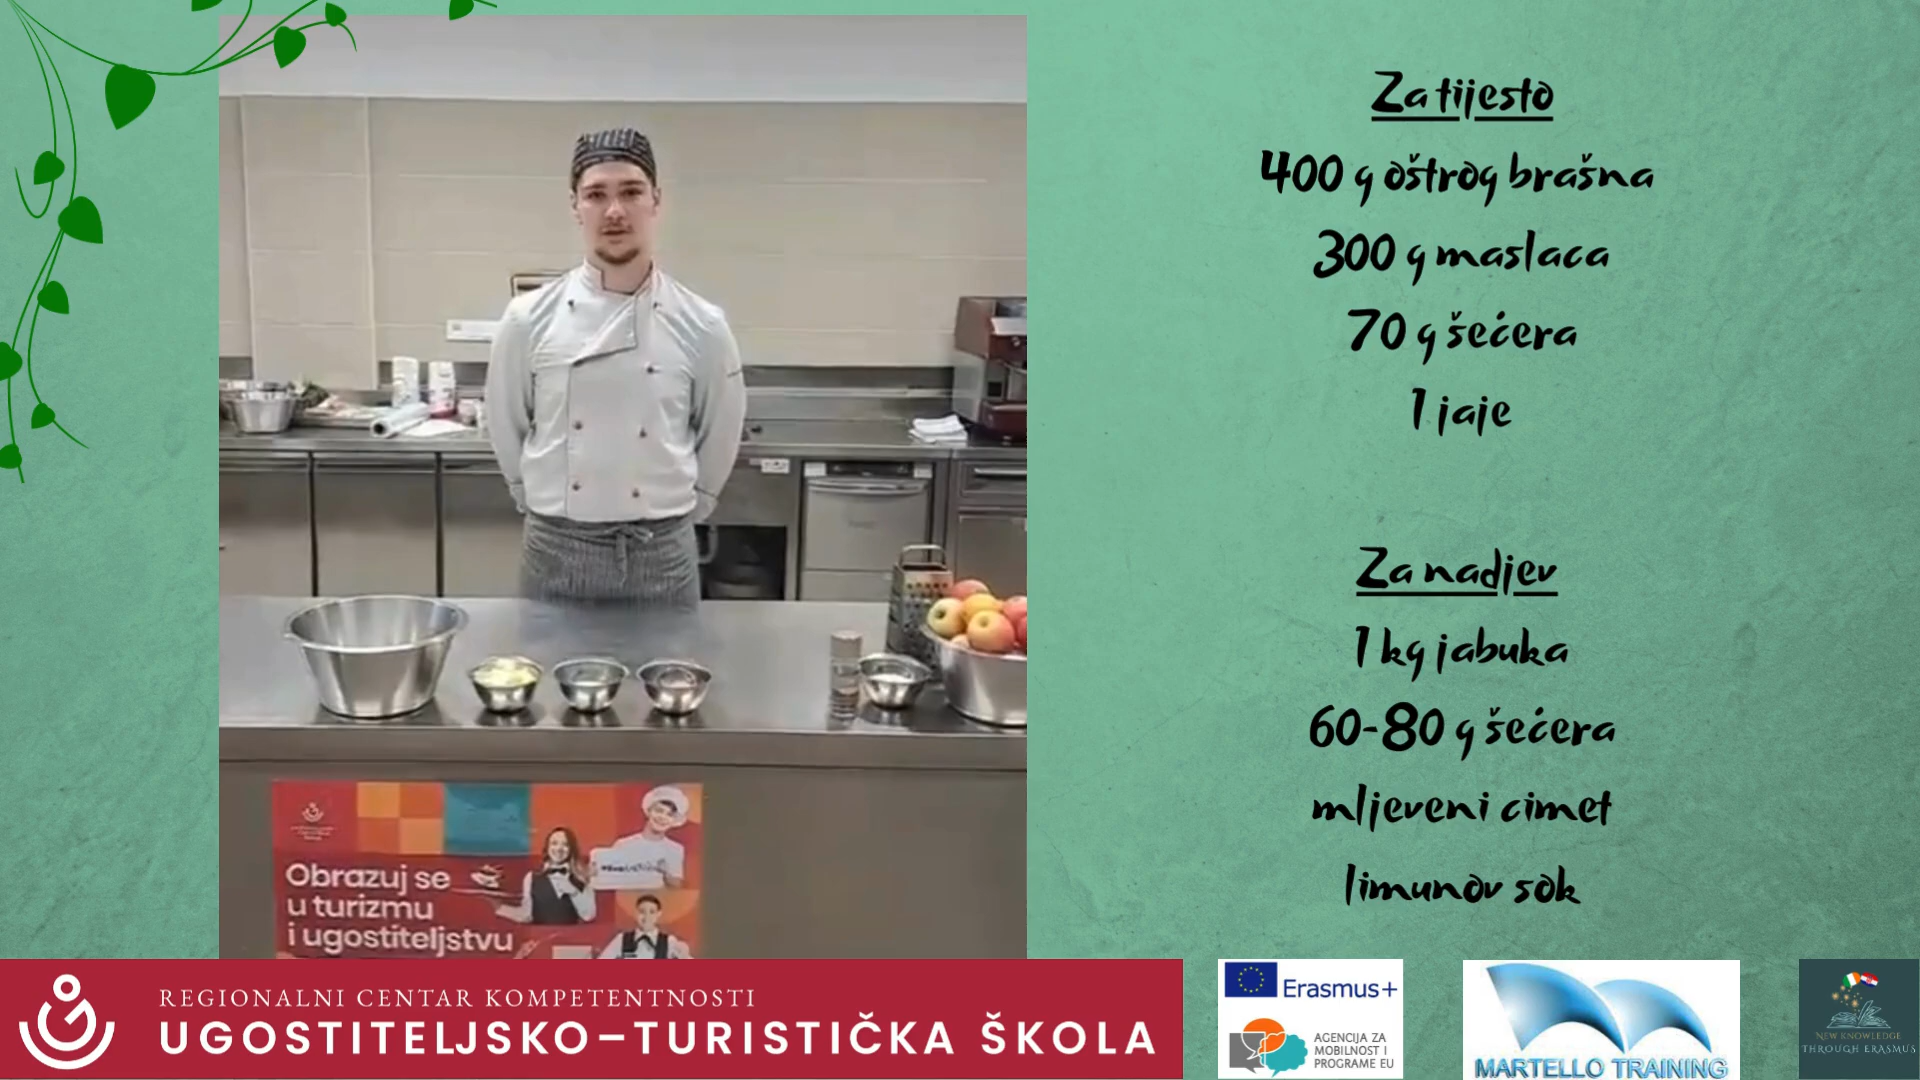 Za tijesto
400 g oštrog brašna
300 g maslaca
70 g šećera
1 jaje
Za nadjev
1 kg jabuka
60-80 g šećera
mljeveni cimet
limunov sok
Obrazuj se
u turizmu
i ugostiteljstvu
REGIONALNI CENTAR KOMPETENTNOSTI
UGOSTITELJSKO-TURISTIČKA ŠKOLA
Erasmus+
AGENCIJA ZA
MOBILNOST I
PROGRAME EU
MARTELLO TRAINING
NEW KNOWLEDGE
THROUGH ERASMUS